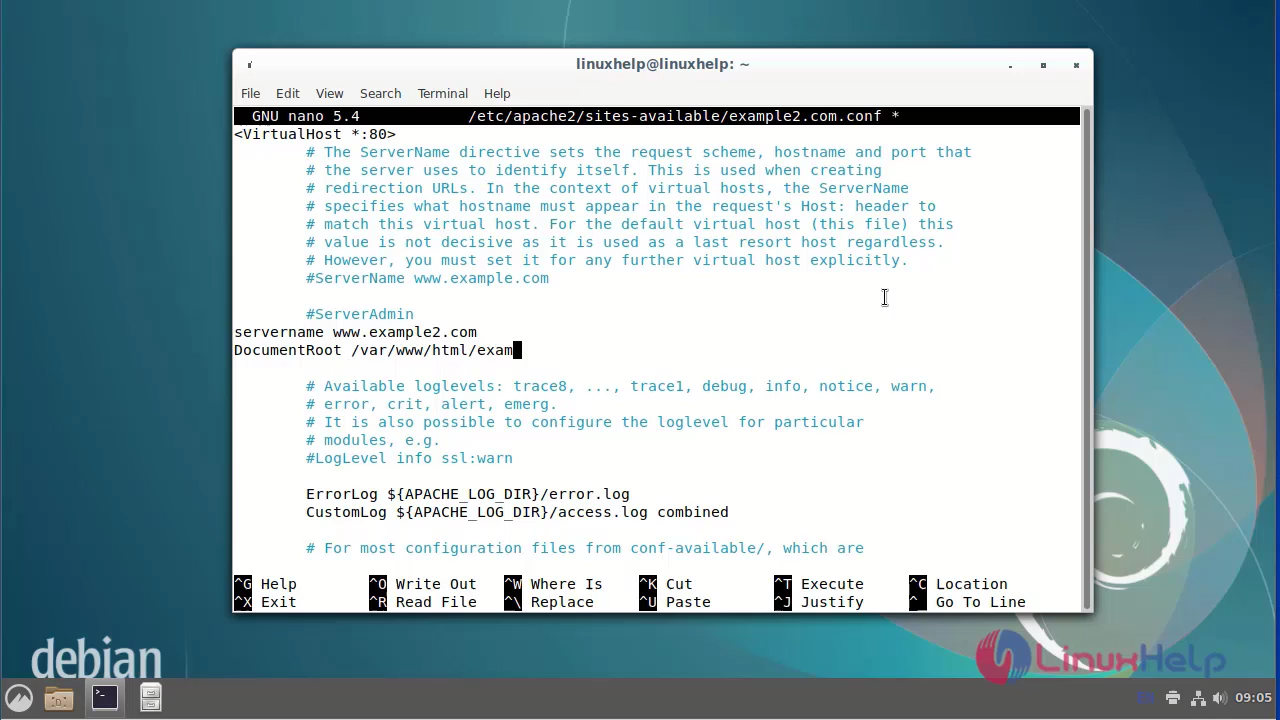 linuxhelp@linuxhelp: ~
File Edit View Search Terminal Help
GNU nano 5.4 /etc/apache2/sites-available/example2.com.conf *
<VirtualHost *:80>
# The ServerName directive sets the request scheme, hostname and port that
# the server uses to identify itself. This is used when creating
# redirection URLs. In the context of virtual hosts, the ServerName
# specifies what hostname must appear in the request's Host: header to
# match this virtual host. For the default virtual host (this file) this
# value is not decisive as it is used as a last resort host regardless.
# However, you must set it for any further virtual host explicitly.
#ServerName www.example.com
#ServerAdmin
servername www.example2.com
DocumentRoot /var/www/html/exam
# Available loglevels: trace8, ..., trace1, debug, info, notice, warn,
# error, crit, alert, emerg.
# It is also possible to configure the loglevel for particular
# modules, e.g.
#LogLevel info ssl:warn
ErrorLog ${APACHE_LOG_DIR}/error.log
CustomLog ${APACHE_LOG_DIR}/access.log combined
# For most configuration files from conf-available/, which are
^G Help ^O Write Out ^W Where Is ^K Cut ^T Execute ^C Location
^X Exit ^R Read File ^\ Replace ^U Paste ^J Justify ^_ Go To Line
debian
LinuxHelp
EN 09:05